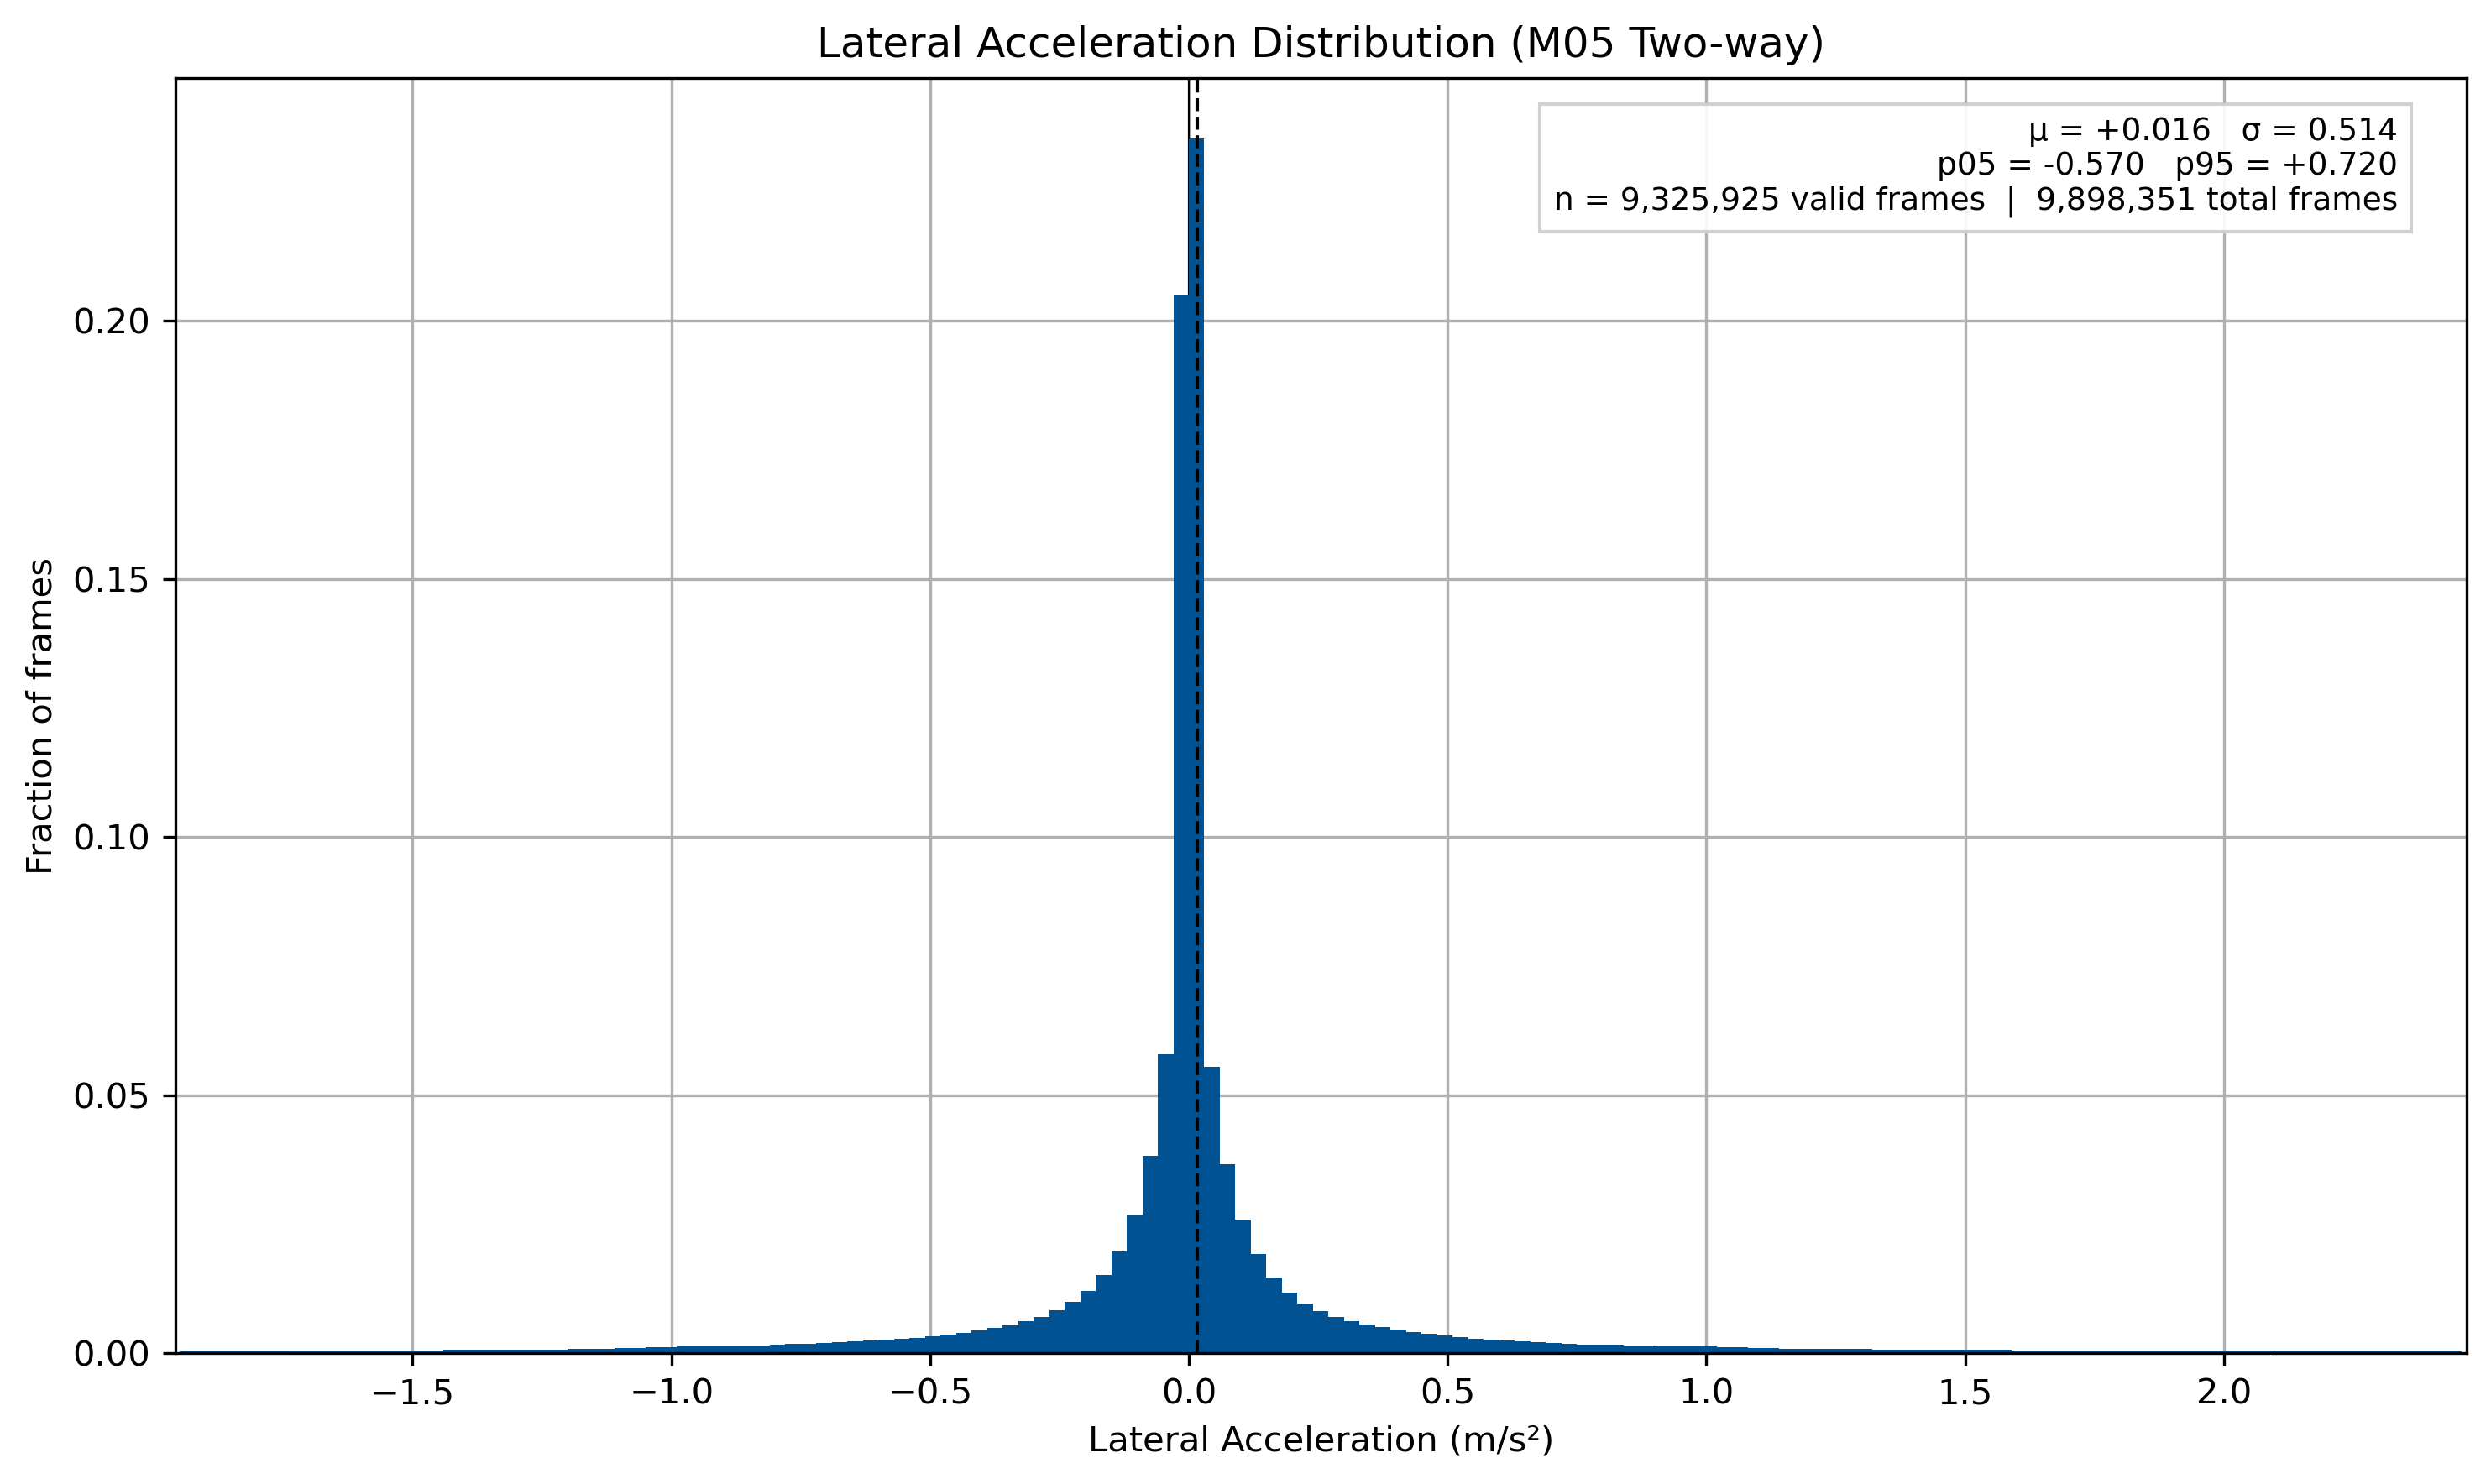 Lateral Acceleration Distribution (M05 Two-way)
µ = +0.016   σ = 0.514
p05 = -0.570   p95 = +0.720
n = 9,325,925 valid frames  |  9,898,351 total frames
Fraction of frames
0.20
0.15
0.10
0.05
0.00
−1.5
−1.0
−0.5
0.0
0.5
1.0
1.5
2.0
Lateral Acceleration (m/s²)